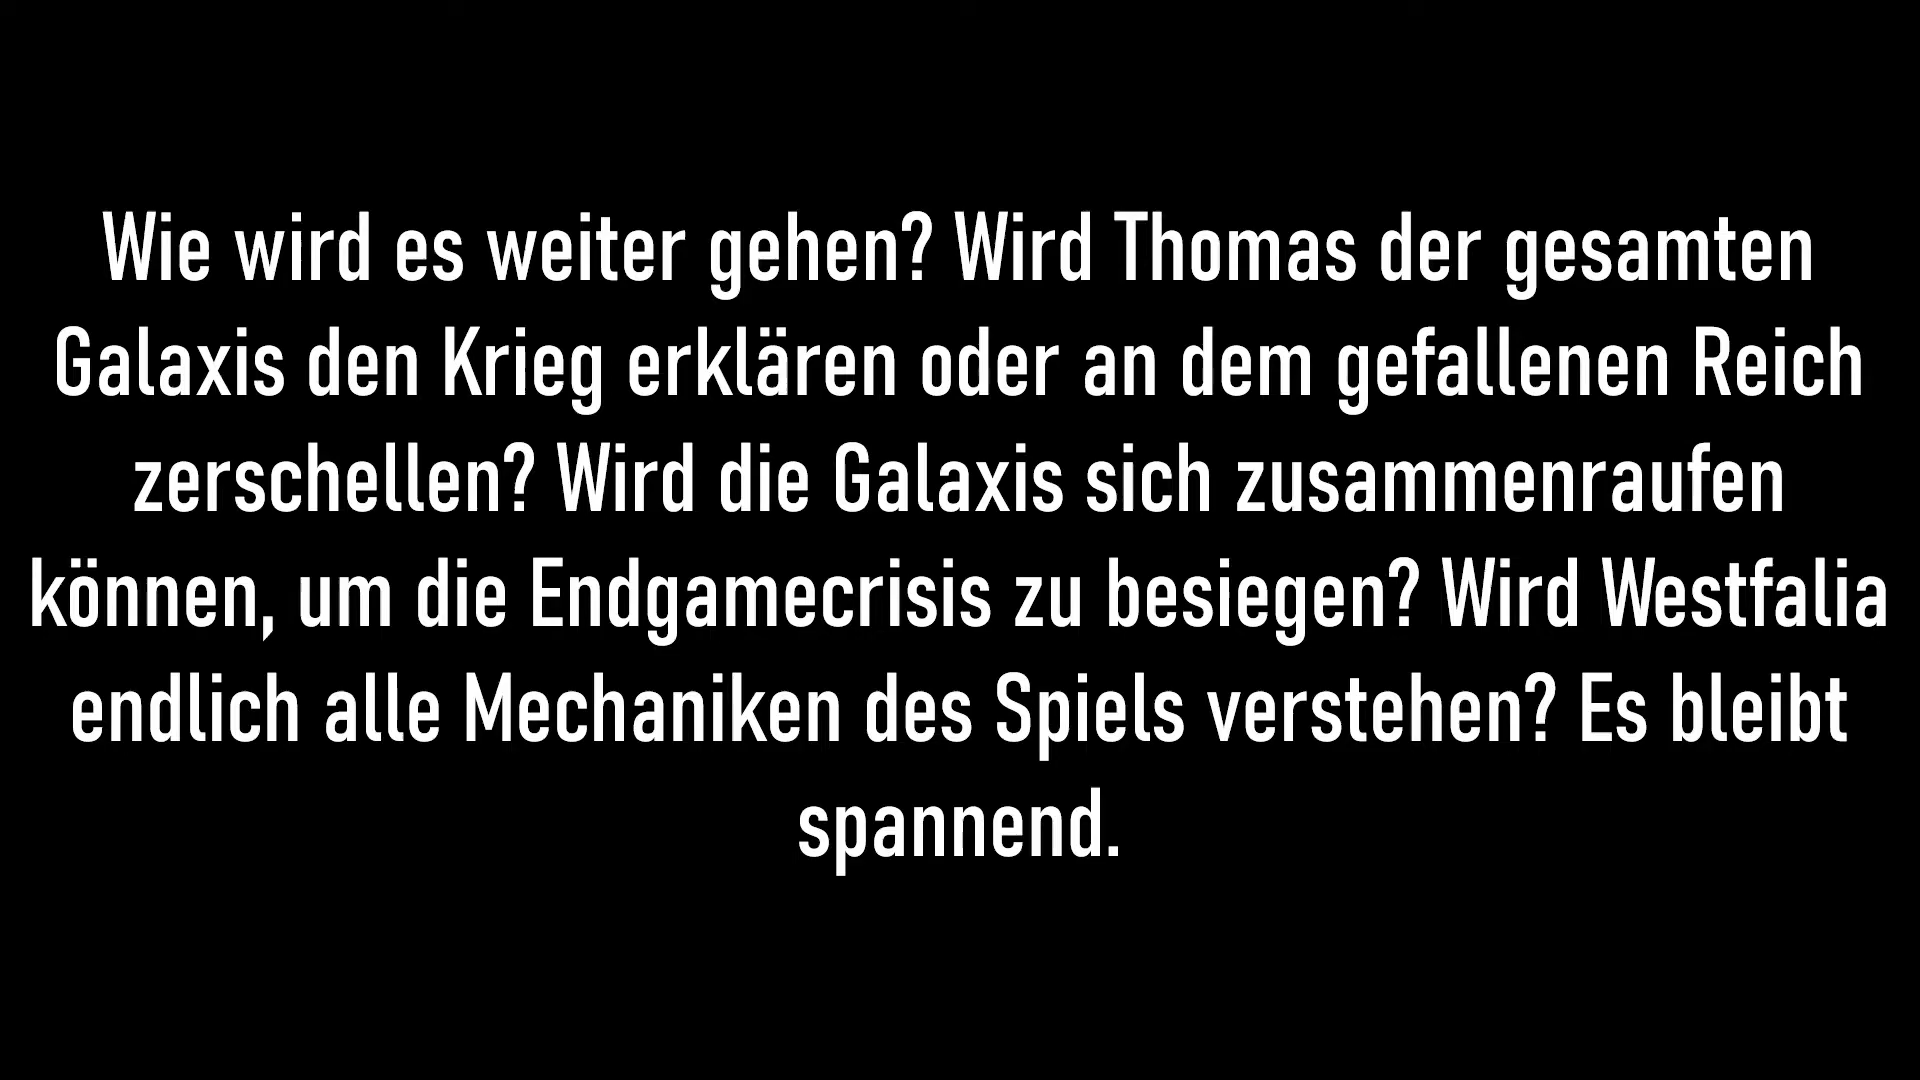 Wie wird es weiter gehen? Wird Thomas der gesamten
Galaxis den Krieg erklären oder an dem gefallenen Reich
zerschellen? Wird die Galaxis sich zusammenraufen
können, um die Endgamecrisis zu besiegen? Wird Westfalia
endlich alle Mechaniken des Spiels verstehen? Es bleibt
spannend.